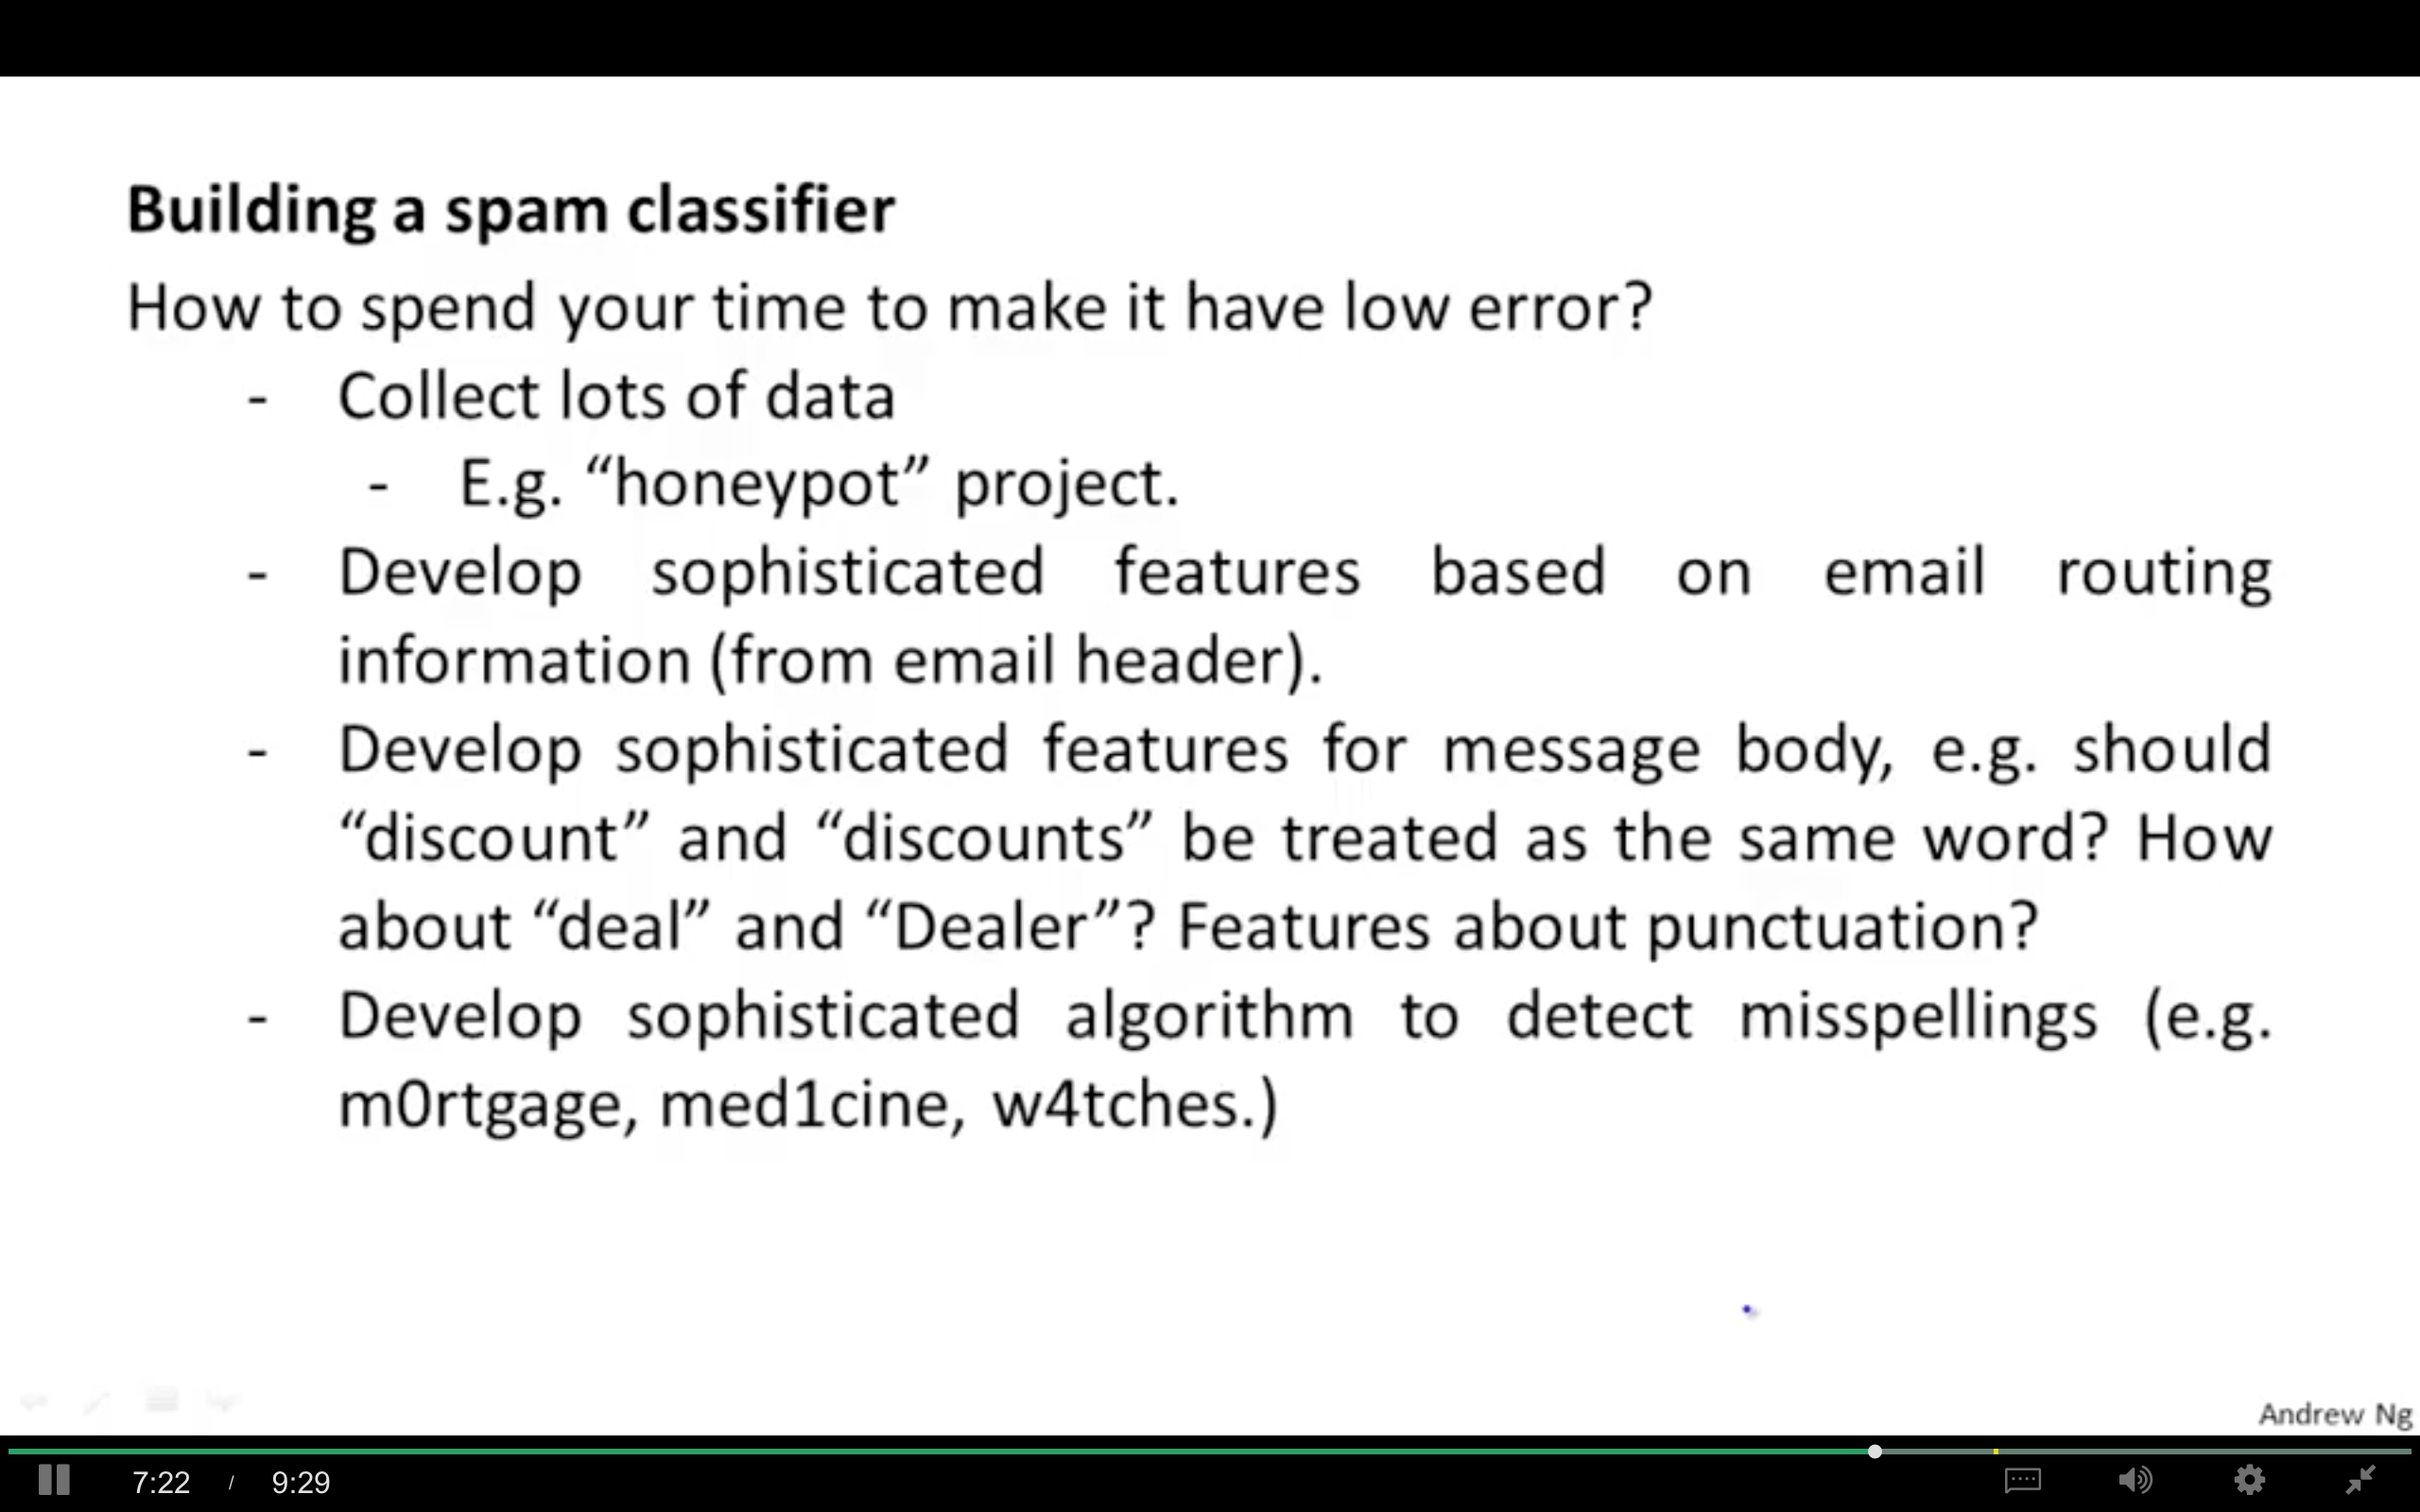 Building a spam classifier
How to spend your time to make it have low error?
- Collect lots of data
- E.g. “honeypot” project.
- Develop sophisticated features based on email routing
information (from email header).
- Develop sophisticated features for message body, e.g. should
“discount” and “discounts” be treated as the same word? How
about “deal” and “Dealer”? Features about punctuation?
- Develop sophisticated algorithm to detect misspellings (e.g.
m0rtgage, med1cine, w4tches.)
Andrew Ng
7:22 / 9:29